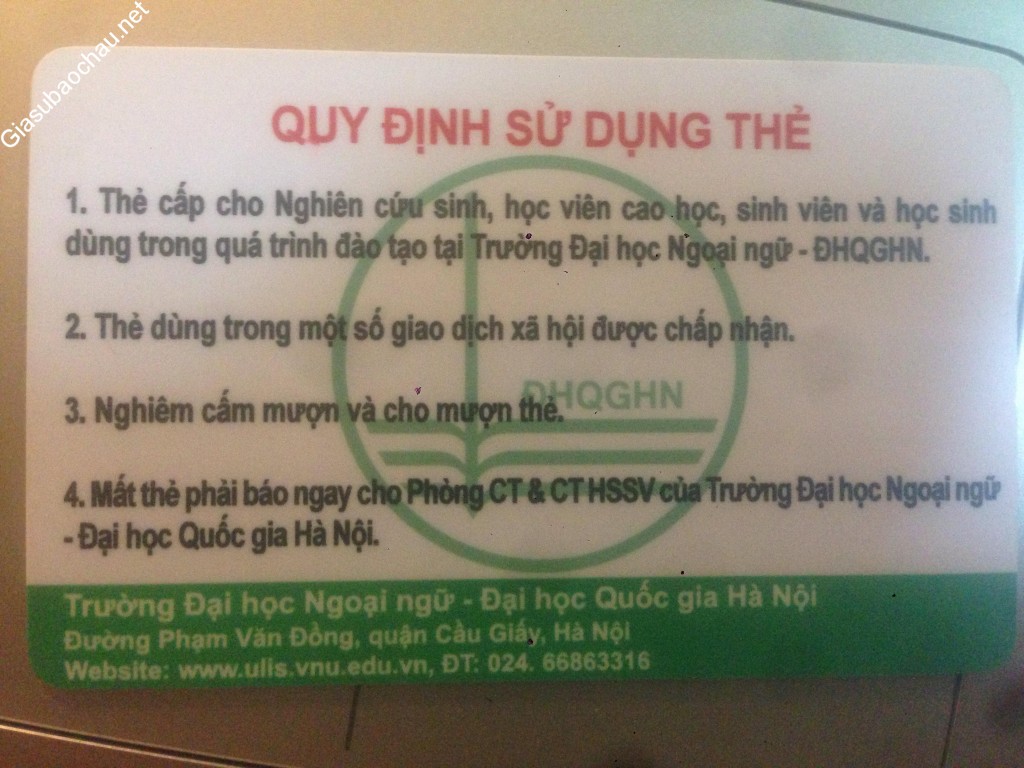 Giasubaochau.net
QUY ĐỊNH SỬ DỤNG THẺ
1. Thẻ cấp cho Nghiên cứu sinh, học viên cao học, sinh viên và học sinh
dùng trong quá trình đào tạo tại Trường Đại học Ngoại ngữ - ĐHQGHN.
2. Thẻ dùng trong một số giao dịch xã hội được chấp nhận.
ĐHQGHN
3. Nghiêm cấm mượn và cho mượn thẻ.
4. Mất thẻ phải báo ngay cho Phòng CT & CT HSSV của Trường Đại học Ngoại ngữ
- Đại học Quốc gia Hà Nội.
Trường Đại học Ngoại ngữ - Đại học Quốc gia Hà Nội
Đường Phạm Văn Đồng, quận Cầu Giấy, Hà Nội
Website: www.ulis.vnu.edu.vn, ĐT: 024. 66863316